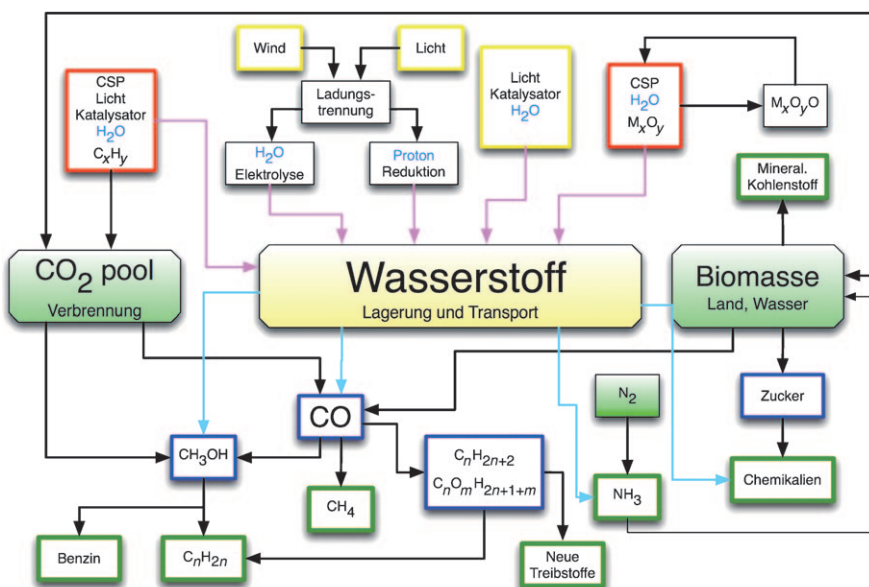 Wind
Licht
CSP
Licht
Katalysator
H2O
CxHy
Ladungs-
trennung
Licht
Katalysator
H2O
CSP
H2O
MxOy
MxOyO
H2O
Elektrolyse
Proton
Reduktion
Mineral.
Kohlenstoff
CO2 pool
Verbrennung
Wasserstoff
Lagerung und Transport
Biomasse
Land, Wasser
CO
N2
Zucker
CH3OH
CnH2n+2
CnOmH2n+1+m
CH4
NH3
Chemikalien
Benzin
CnH2n
Neue
Treibstoffe